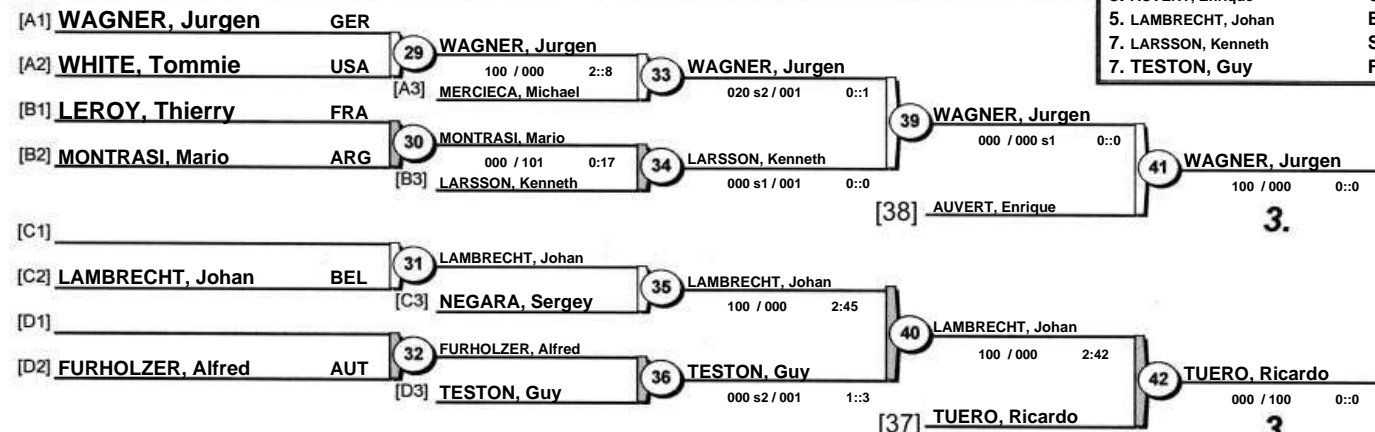 5. LAMBRECHT, Johan
7. LARSSON, Kenneth
7. TESTON, Guy
[A1] WAGNER, Jurgen GER
[A2] WHITE, Tommie USA
29 WAGNER, Jurgen
100 / 000 2::8
[A3] MERCIECA, Michael
33 WAGNER, Jurgen
020 s2 / 001 0::1
[B1] LEROY, Thierry FRA
[B2] MONTRASI, Mario ARG
30 MONTRASI, Mario
000 / 101 0:17
[B3] LARSSON, Kenneth
34 LARSSON, Kenneth
000 s1 / 001 0::0
39 WAGNER, Jurgen
000 / 000 s1 0::0
[38] AUVERT, Enrique
41 WAGNER, Jurgen
100 / 000 0::0
3.
[C1]
[C2] LAMBRECHT, Johan BEL
31 LAMBRECHT, Johan
[C3] NEGARA, Sergey
35 LAMBRECHT, Johan
100 / 000 2:45
[D1]
[D2] FURHOLZER, Alfred AUT
32 FURHOLZER, Alfred
[D3] TESTON, Guy
36 TESTON, Guy
000 s2 / 001 1::3
40 LAMBRECHT, Johan
100 / 000 2:42
[37] TUERO, Ricardo
42 TUERO, Ricardo
000 / 100 0::0
3